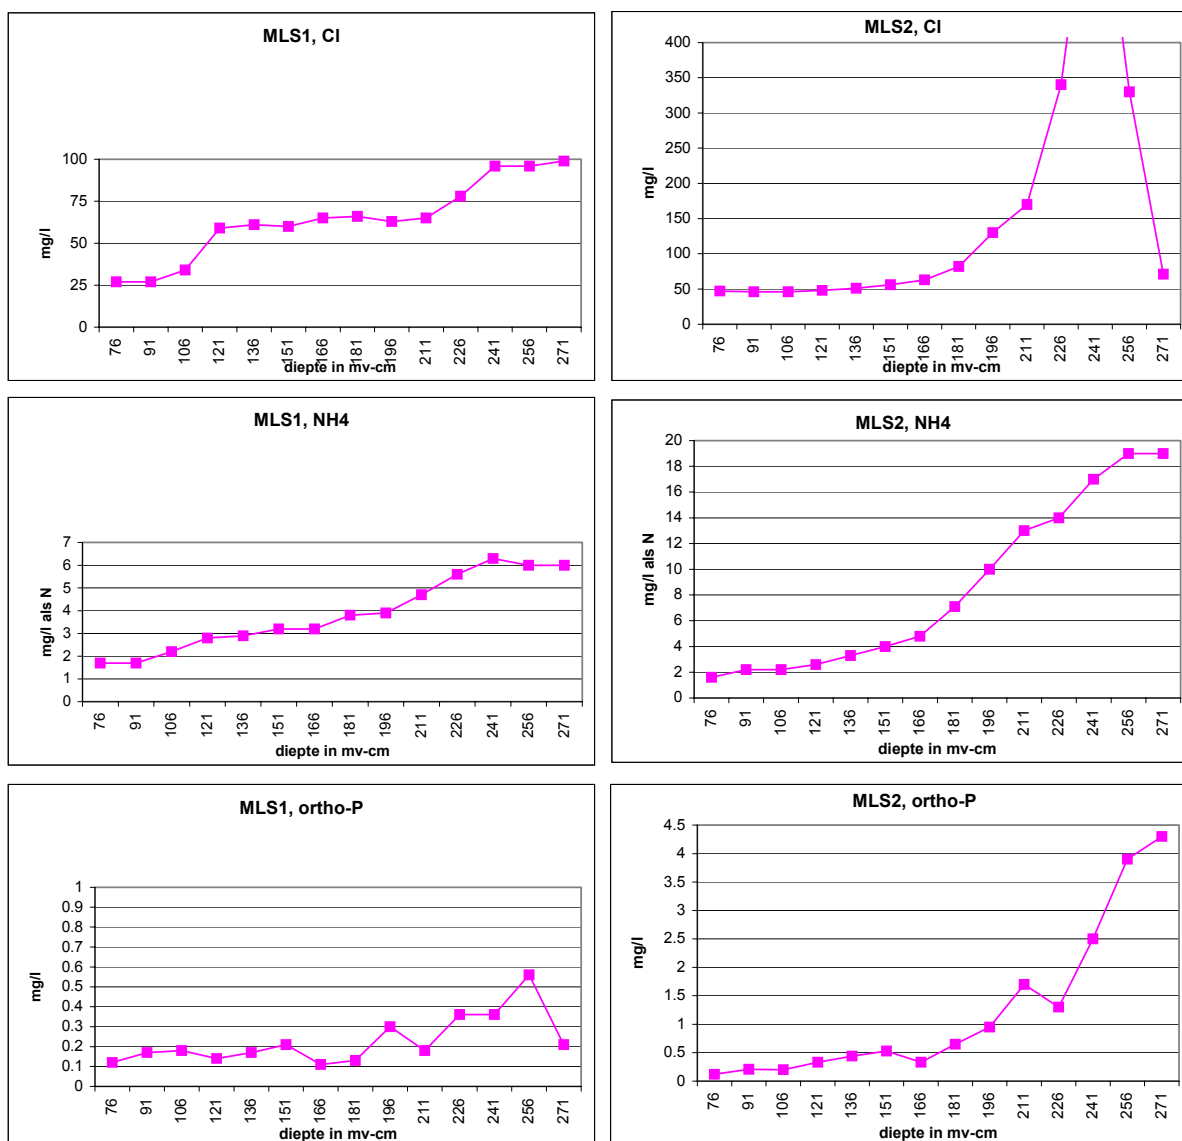 MLS1, Cl
100
75
50
25
0
mg/l
76 91 106 121 136 151 166 181 196 211 226 241 256 271
diepte in mv-cm
MLS2, Cl
400
350
300
250
200
150
100
50
0
mg/l
76 91 106 121 136 151 166 181 196 211 226 241 256 271
diepte in mv-cm
MLS1, NH4
7
6
5
4
3
2
1
0
mg/l als N
76 91 106 121 136 151 166 181 196 211 226 241 256 271
diepte in mv-cm
MLS2, NH4
20
18
16
14
12
10
8
6
4
2
0
mg/l als N
76 91 106 121 136 151 166 181 196 211 226 241 256 271
diepte in mv-cm
MLS1, ortho-P
1
0.9
0.8
0.7
0.6
0.5
0.4
0.3
0.2
0.1
0
mg/l
76 91 106 121 136 151 166 181 196 211 226 241 256 271
diepte in mv-cm
MLS2, ortho-P
4.5
4
3.5
3
2.5
2
1.5
1
0.5
0
mg/l
76 91 106 121 136 151 166 181 196 211 226 241 256 271
diepte in mv-cm